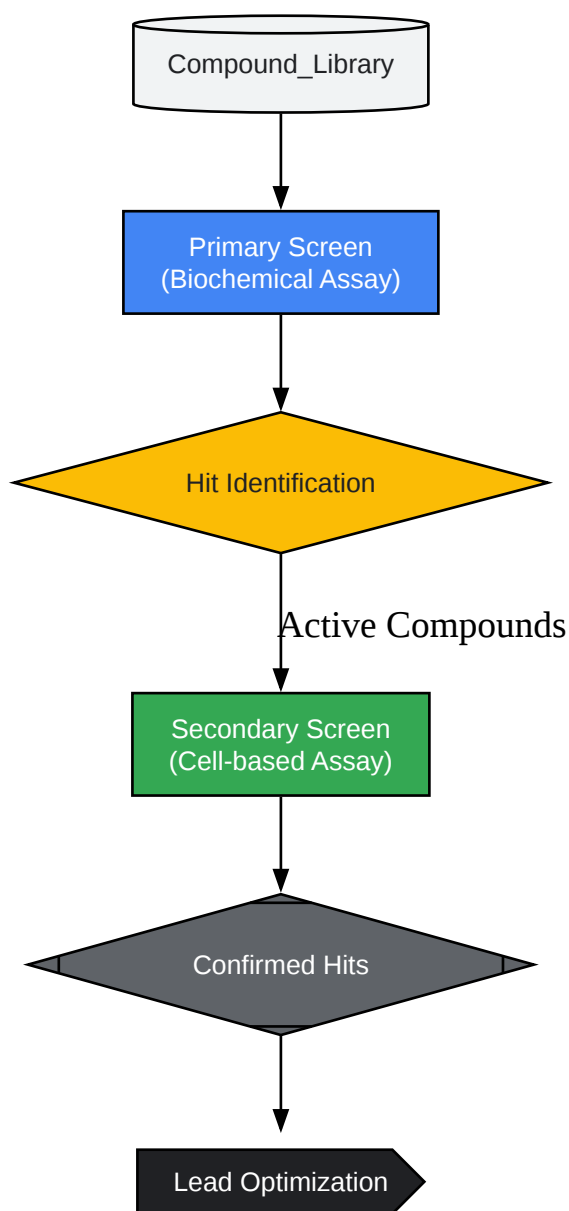 Compound_Library
Primary Screen
(Biochemical Assay)
Hit Identification
Active Compounds
Secondary Screen
(Cell-based Assay)
Confirmed Hits
Lead Optimization